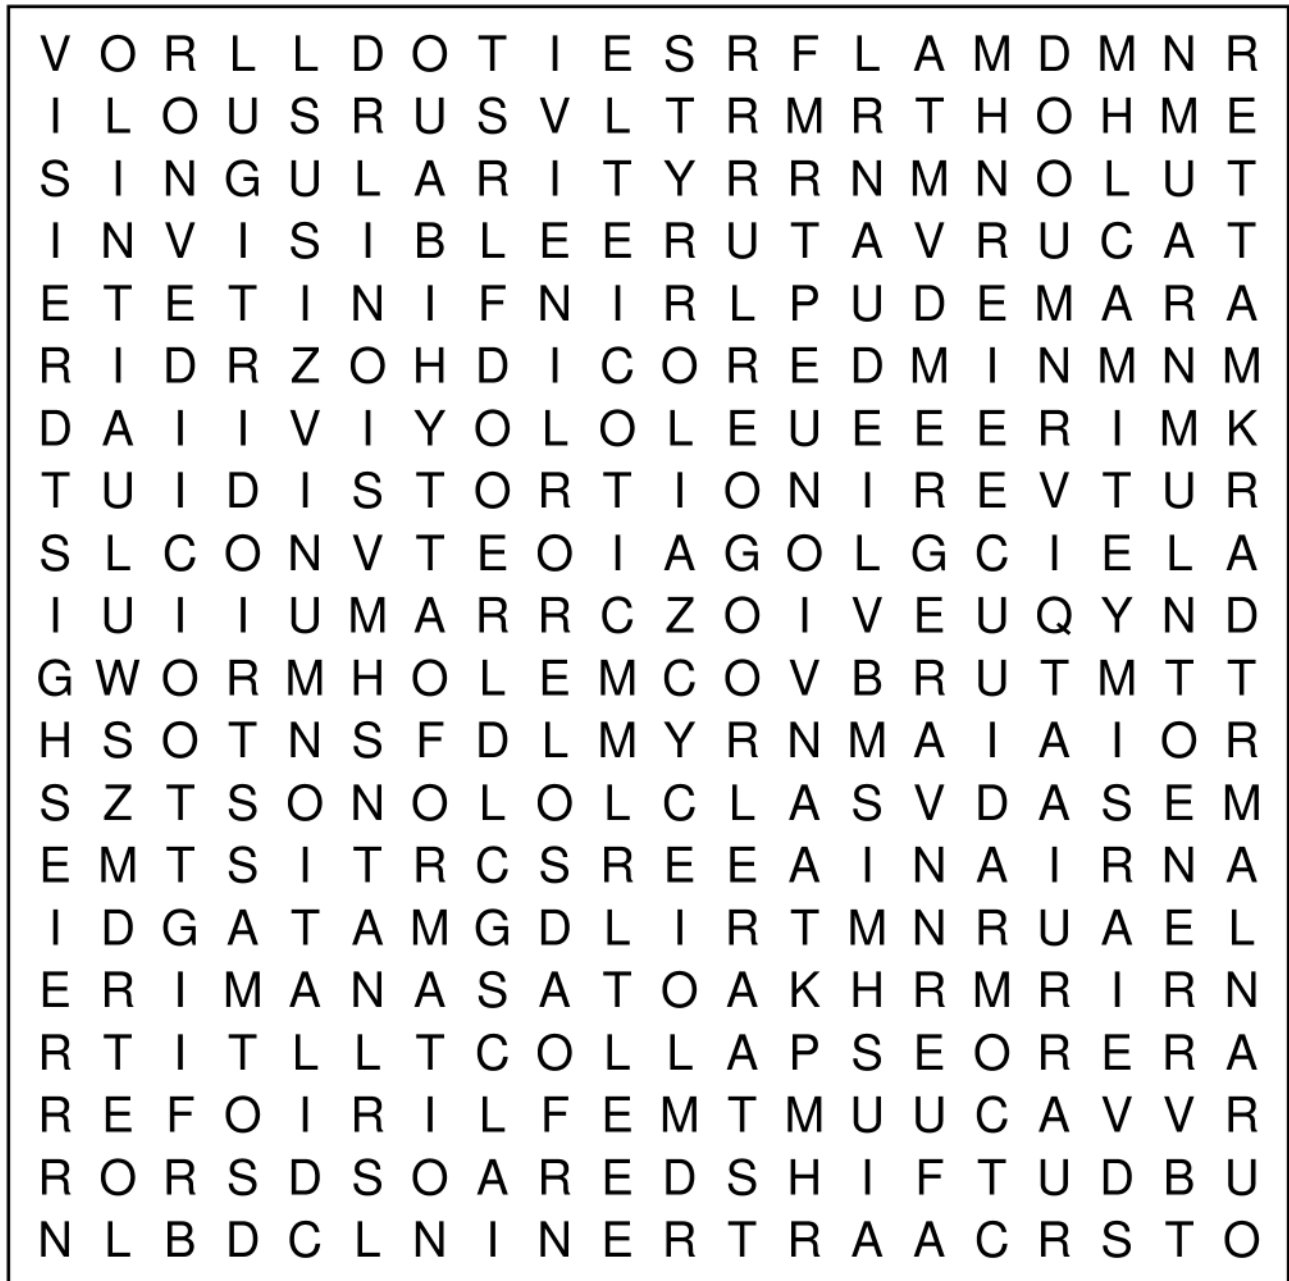 V O R L L D O T I E S R F L A M D M N R
I L O U S R U S V L T R M R T H O H M E
S I N G U L A R I T Y R R N M N O L U T
I N V I S I B L E E R U T A V R U C A T
E T E T I N I F N I R L P U D E M A R A
R I D R Z O H D I C O R E D M I N M N M
D A I I V I Y O L O L E U E E E R I M K
T U I D I S T O R T I O N I R E V T U R
S L C O N V T E O I A G O L G C I E L A
I U I I U M A R R C Z O I V E U Q Y N D
G W O R M H O L E M C O V B R U T M T T
H S O T N S F D L M Y R N M A I A I O R
S Z T S O N O L O L C L A S V D A S E M
E M T S I T R C S R E E A I N A I R N A
I D G A T A M G D L I R T M N R U A E L
E R I M A N A S A T O A K H R M R I R N
R T I T L L T C O L L A P S E O R E R A
R E F O I R I L F E M T M U U C A V V R
R O R S D S O A R E D S H I F T U D B U
N L B D C L N I N E R T R A A C R S T O